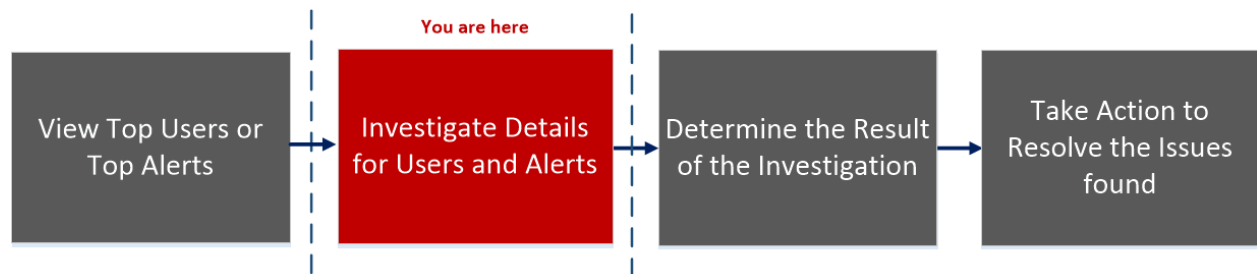 You are here
View Top Users or
Top Alerts
Investigate Details
for Users and Alerts
Determine the Result
of the Investigation
Take Action to
Resolve the Issues
found